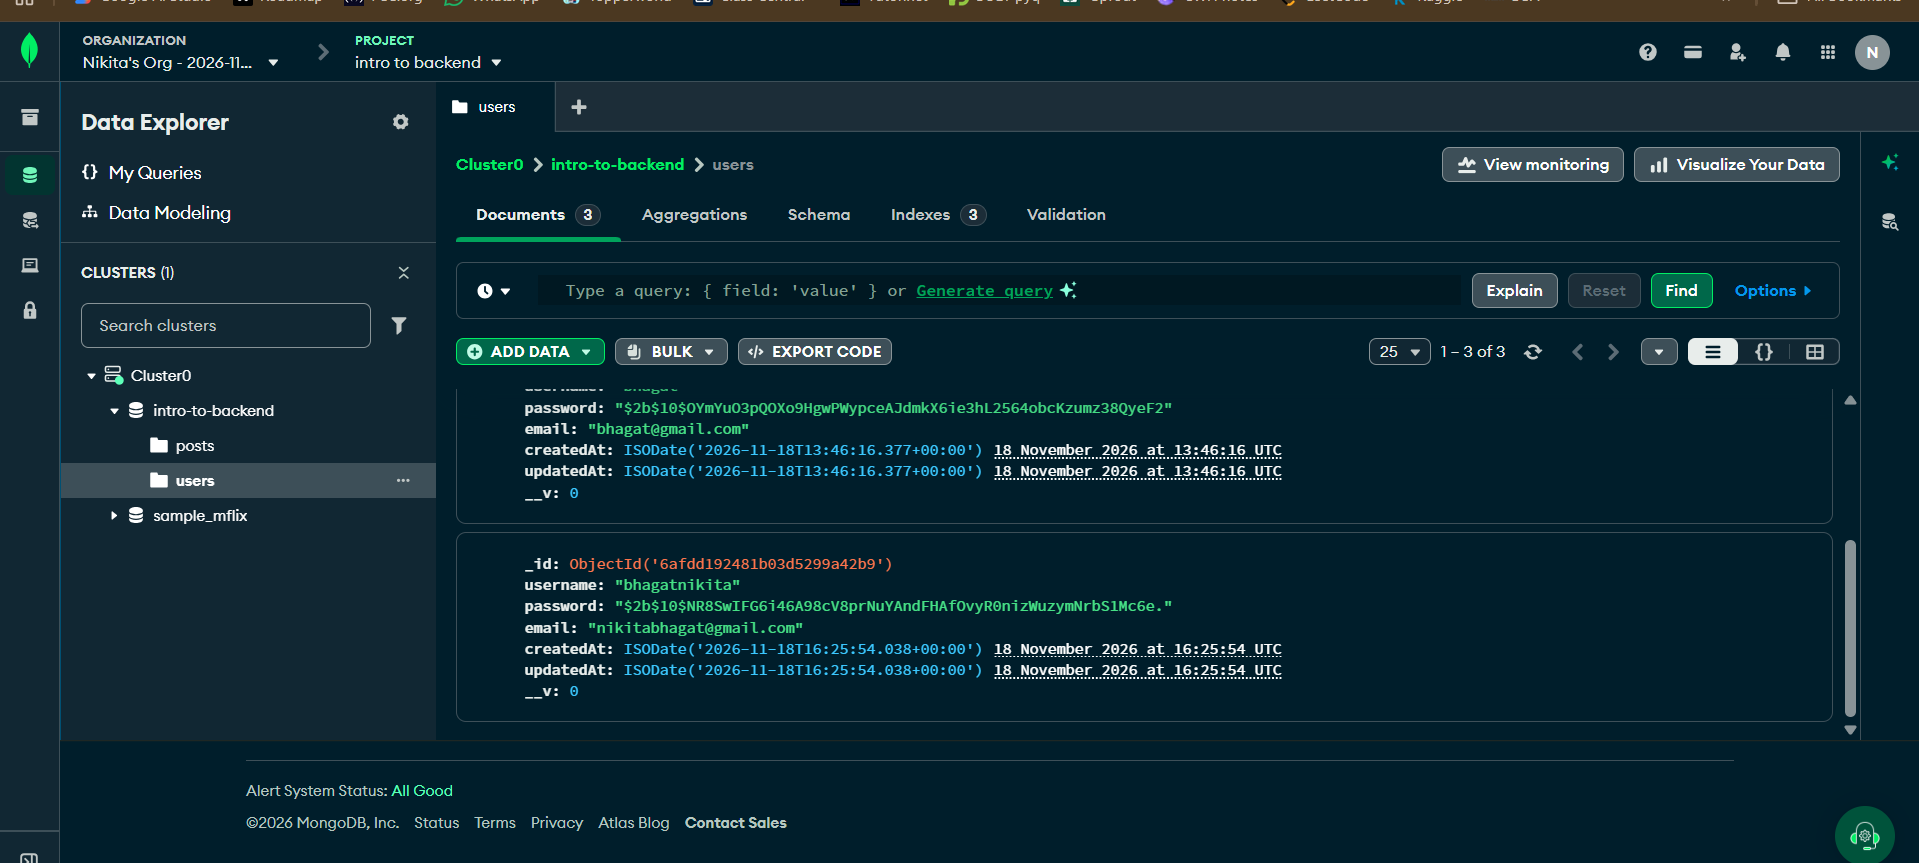 ORGANIZATION
Nikita's Org - 2026-11...
PROJECT
intro to backend
N
Data Explorer
My Queries
Data Modeling
CLUSTERS (1)
Search clusters
Cluster0
intro-to-backend
posts
users
sample_mflix
users
Cluster0 > intro-to-backend > users
View monitoring
Visualize Your Data
Documents 3
Aggregations
Schema
Indexes 3
Validation
Type a query: { field: 'value' } or Generate query
Explain
Reset
Find
Options
ADD DATA
BULK
EXPORT CODE
25
1 – 3 of 3
password: "$2b$10$OYmYuO3pQOXo9HgwPWypceAJdmkX6ie3hL2564obcKzumz38QyeF2"
email: "bhagat@gmail.com"
createdAt: ISODate('2026-11-18T13:46:16.377+00:00') 18 November 2026 at 13:46:16 UTC
updatedAt: ISODate('2026-11-18T13:46:16.377+00:00') 18 November 2026 at 13:46:16 UTC
__v: 0
_id: ObjectId('6afdd192481b03d5299a42b9')
username: "bhagatnikita"
password: "$2b$10$NR8SwIFG6i46A98cV8prNuYAndFHAfOvyR0nizWuzymNrbS1Mc6e."
email: "nikitabhagat@gmail.com"
createdAt: ISODate('2026-11-18T16:25:54.038+00:00') 18 November 2026 at 16:25:54 UTC
updatedAt: ISODate('2026-11-18T16:25:54.038+00:00') 18 November 2026 at 16:25:54 UTC
__v: 0
Alert System Status: All Good
©2026 MongoDB, Inc. Status Terms Privacy Atlas Blog Contact Sales